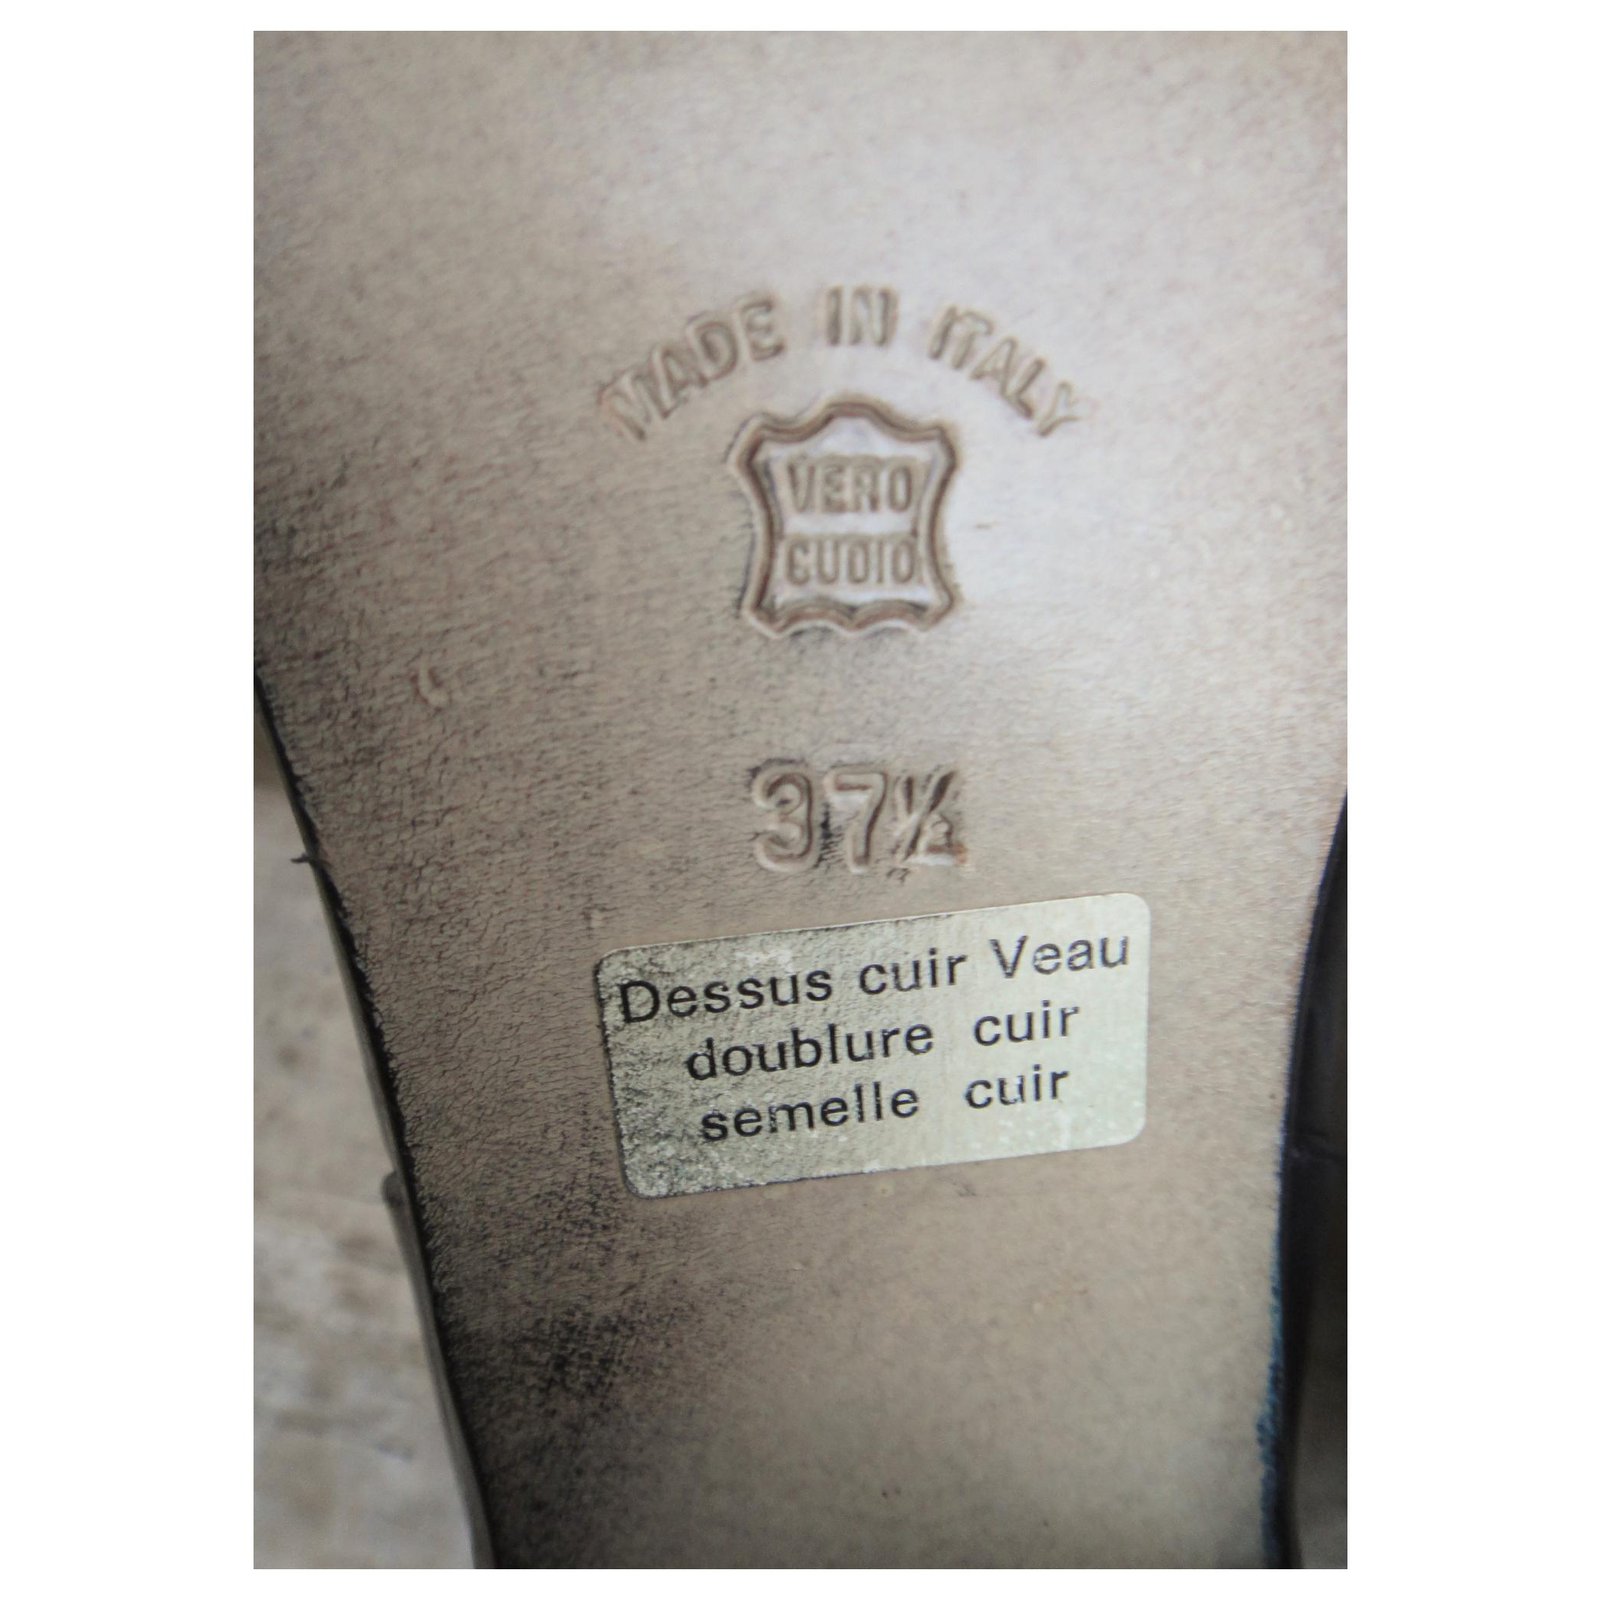 MADE IN ITALY
VERO
CUOIO
37½
Dessus cuir Veau
doublure cuir
semelle cuir